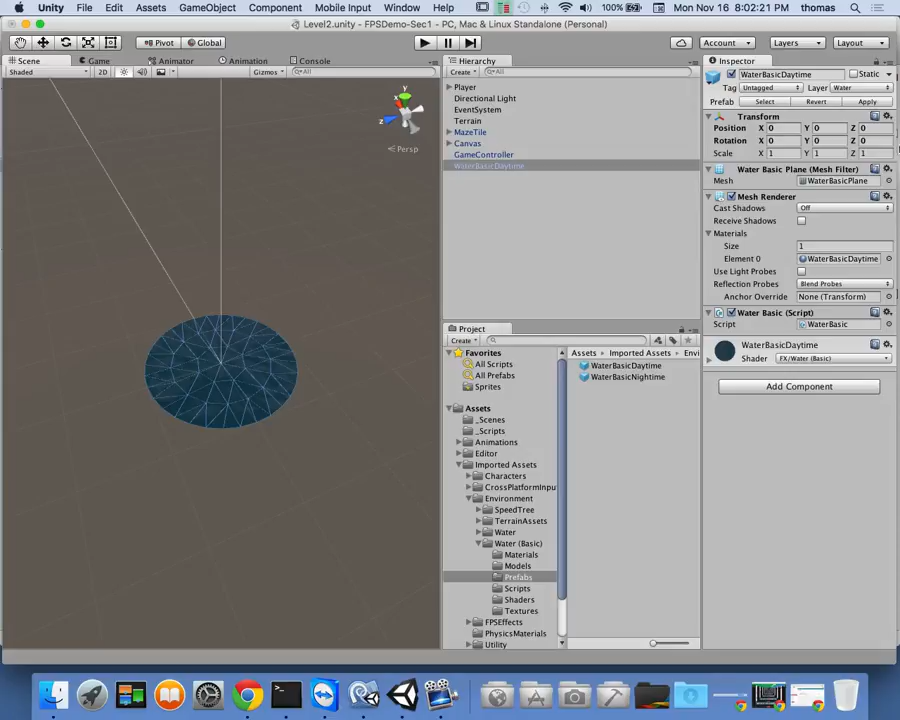 Unity File Edit Assets GameObject Component Mobile Input Window Help 100% Mon Nov 16 8:02:21 PM thomas
Level2.unity - FPSDemo-Sec1 - PC, Mac & Linux Standalone (Personal)
Pivot Global Account Layers Layout
Scene Game Animator Animation Console
Shaded 2D Gizmos All
y
x
z
Persp
Hierarchy
Create All
Player
Directional Light
EventSystem
Terrain
MazeTile
Canvas
GameController
WaterBasicDaytime
Project
Create
Favorites
All Scripts
All Prefabs
Sprites
Assets
_Scenes
_Scripts
Animations
Editor
Imported Assets
Characters
CrossPlatformInpu
Environment
SpeedTree
TerrainAssets
Water
Water (Basic)
Materials
Models
Prefabs
Scripts
Shaders
Textures
FPSEffects
PhysicsMaterials
Utility
Assets Imported Assets Envi
WaterBasicDaytime
WaterBasicNightime
Inspector
WaterBasicDaytime Static
Tag Untagged Layer Water
Prefab Select Revert Apply
Transform
Position X 0 Y 0 Z 0
Rotation X 0 Y 0 Z 0
Scale X 1 Y 1 Z 1
Water Basic Plane (Mesh Filter)
Mesh WaterBasicPlane
Mesh Renderer
Cast Shadows Off
Receive Shadows
Materials
Size 1
Element 0 WaterBasicDaytime
Use Light Probes
Reflection Probes Blend Probes
Anchor Override None (Transform)
Water Basic (Script)
Script WaterBasic
WaterBasicDaytime
Shader FX/Water (Basic)
Add Component